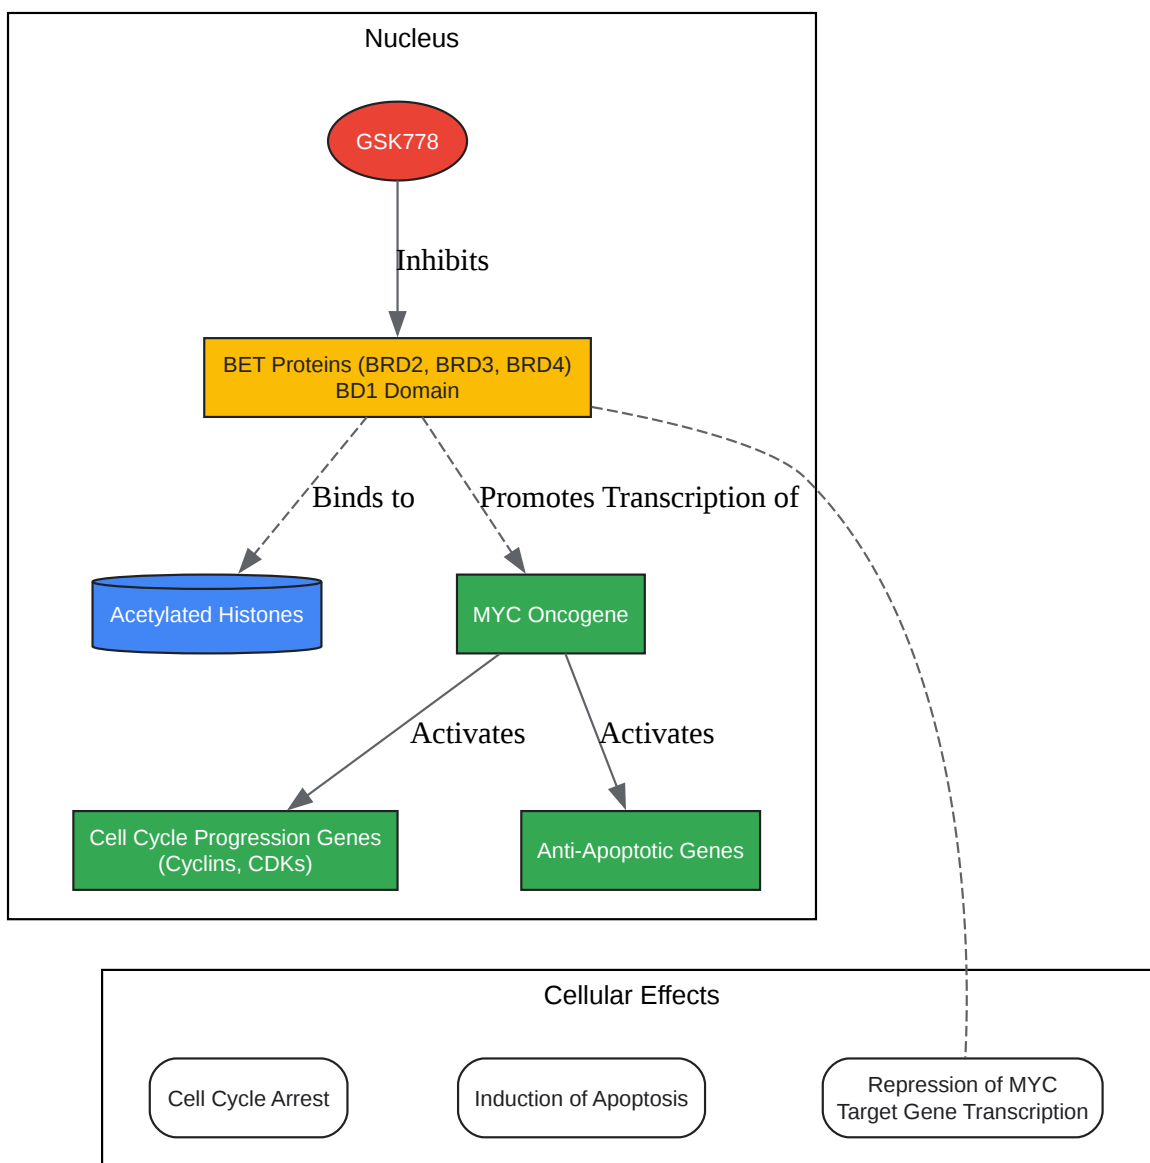 Nucleus
GSK778
Inhibits
BET Proteins (BRD2, BRD3, BRD4)
BD1 Domain
Binds to
Promotes Transcription of
Acetylated Histones
MYC Oncogene
Activates
Activates
Cell Cycle Progression Genes
(Cyclins, CDKs)
Anti-Apoptotic Genes
Cellular Effects
Cell Cycle Arrest
Induction of Apoptosis
Repression of MYC
Target Gene Transcription